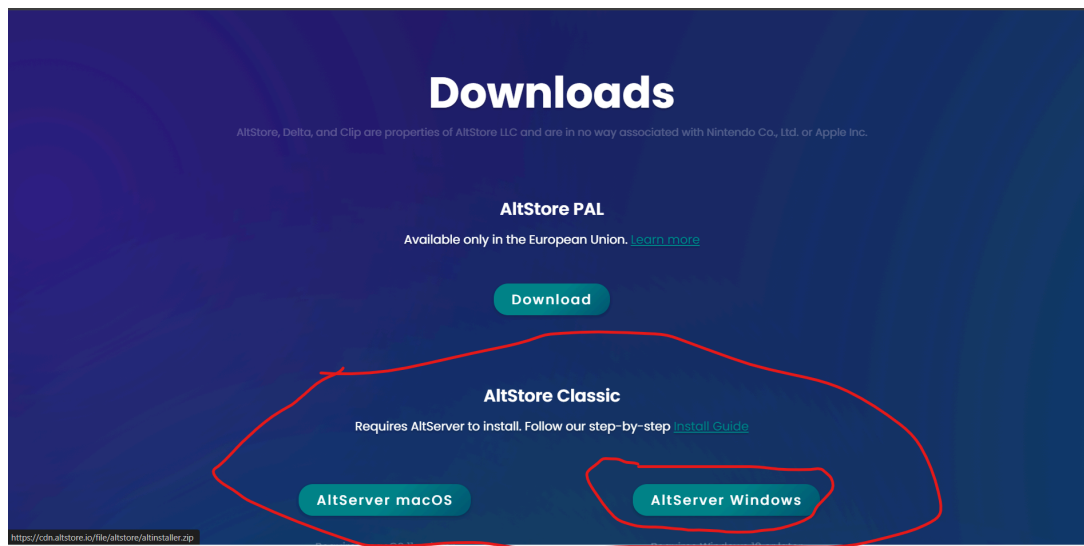 Downloads
AltStore, Delta, and Clip are properties of AltStore LLC and are in no way associated with Nintendo Co., Ltd. or Apple Inc.
AltStore PAL
Available only in the European Union. Learn more
Download
AltStore Classic
Requires AltServer to install. Follow our step-by-step Install Guide
AltServer macOS
AltServer Windows
https://cdn.altstore.io/file/altstore/altinstaller.zip